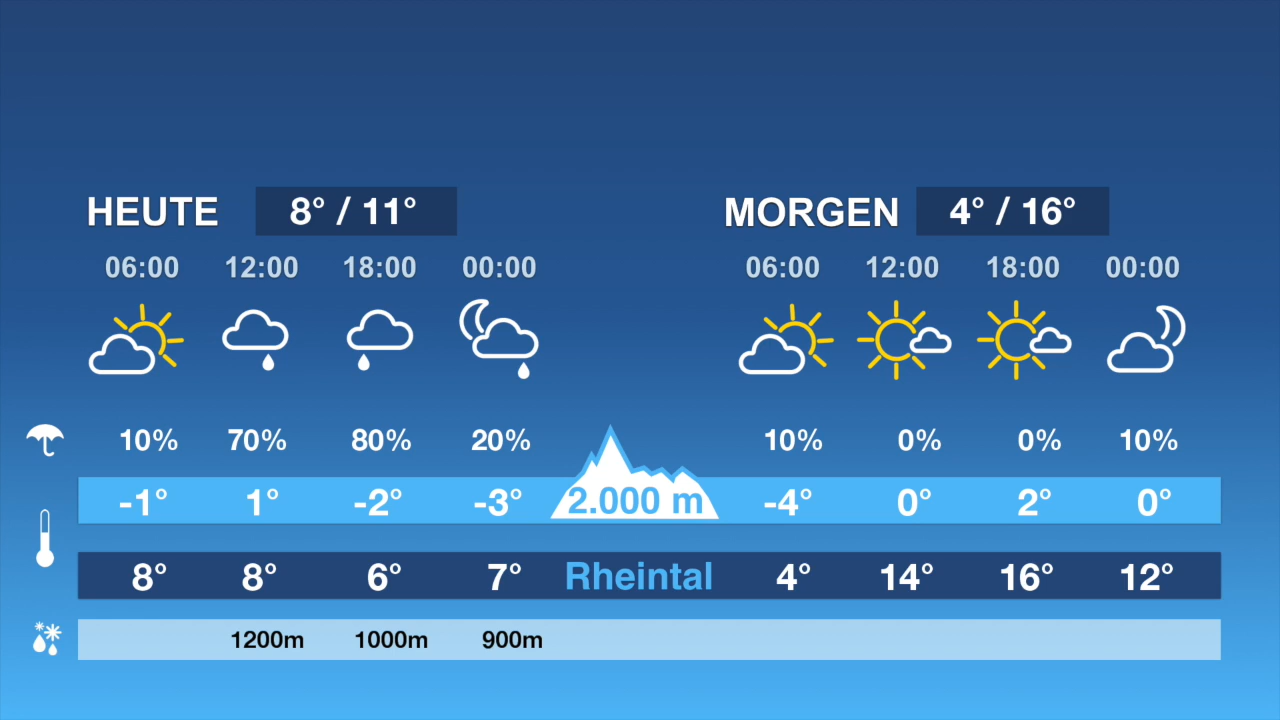 HEUTE 8° / 11° MORGEN 4° / 16°
06:00 12:00 18:00 00:00 06:00 12:00 18:00 00:00
10% 70% 80% 20% 10% 0% 0% 10%
-1° 1° -2° -3° 2.000 m -4° 0° 2° 0°
8° 8° 6° 7° Rheintal 4° 14° 16° 12°
1200m 1000m 900m